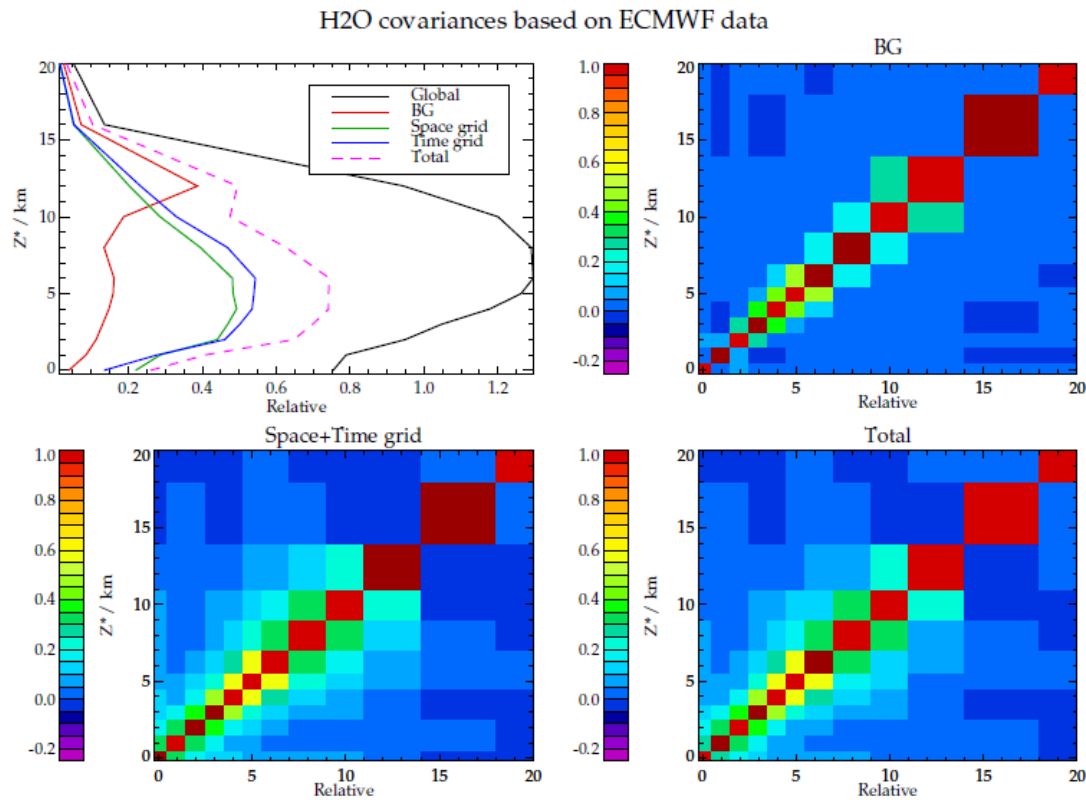 H2O covariances based on ECMWF data
20
15
10
5
0
Z* / km
0.2 0.4 0.6 0.8 1.0 1.2
Relative
Global
BG
Space grid
Time grid
Total
BG
1.0
0.8
0.6
0.4
0.2
0.0
-0.2
20
15
10
5
0
Z* / km
0 5 10 15 20
Relative
Space+Time grid
1.0
0.8
0.6
0.4
0.2
0.0
-0.2
20
15
10
5
0
Z* / km
0 5 10 15 20
Relative
Total
1.0
0.8
0.6
0.4
0.2
0.0
-0.2
20
15
10
5
0
Z* / km
0 5 10 15 20
Relative